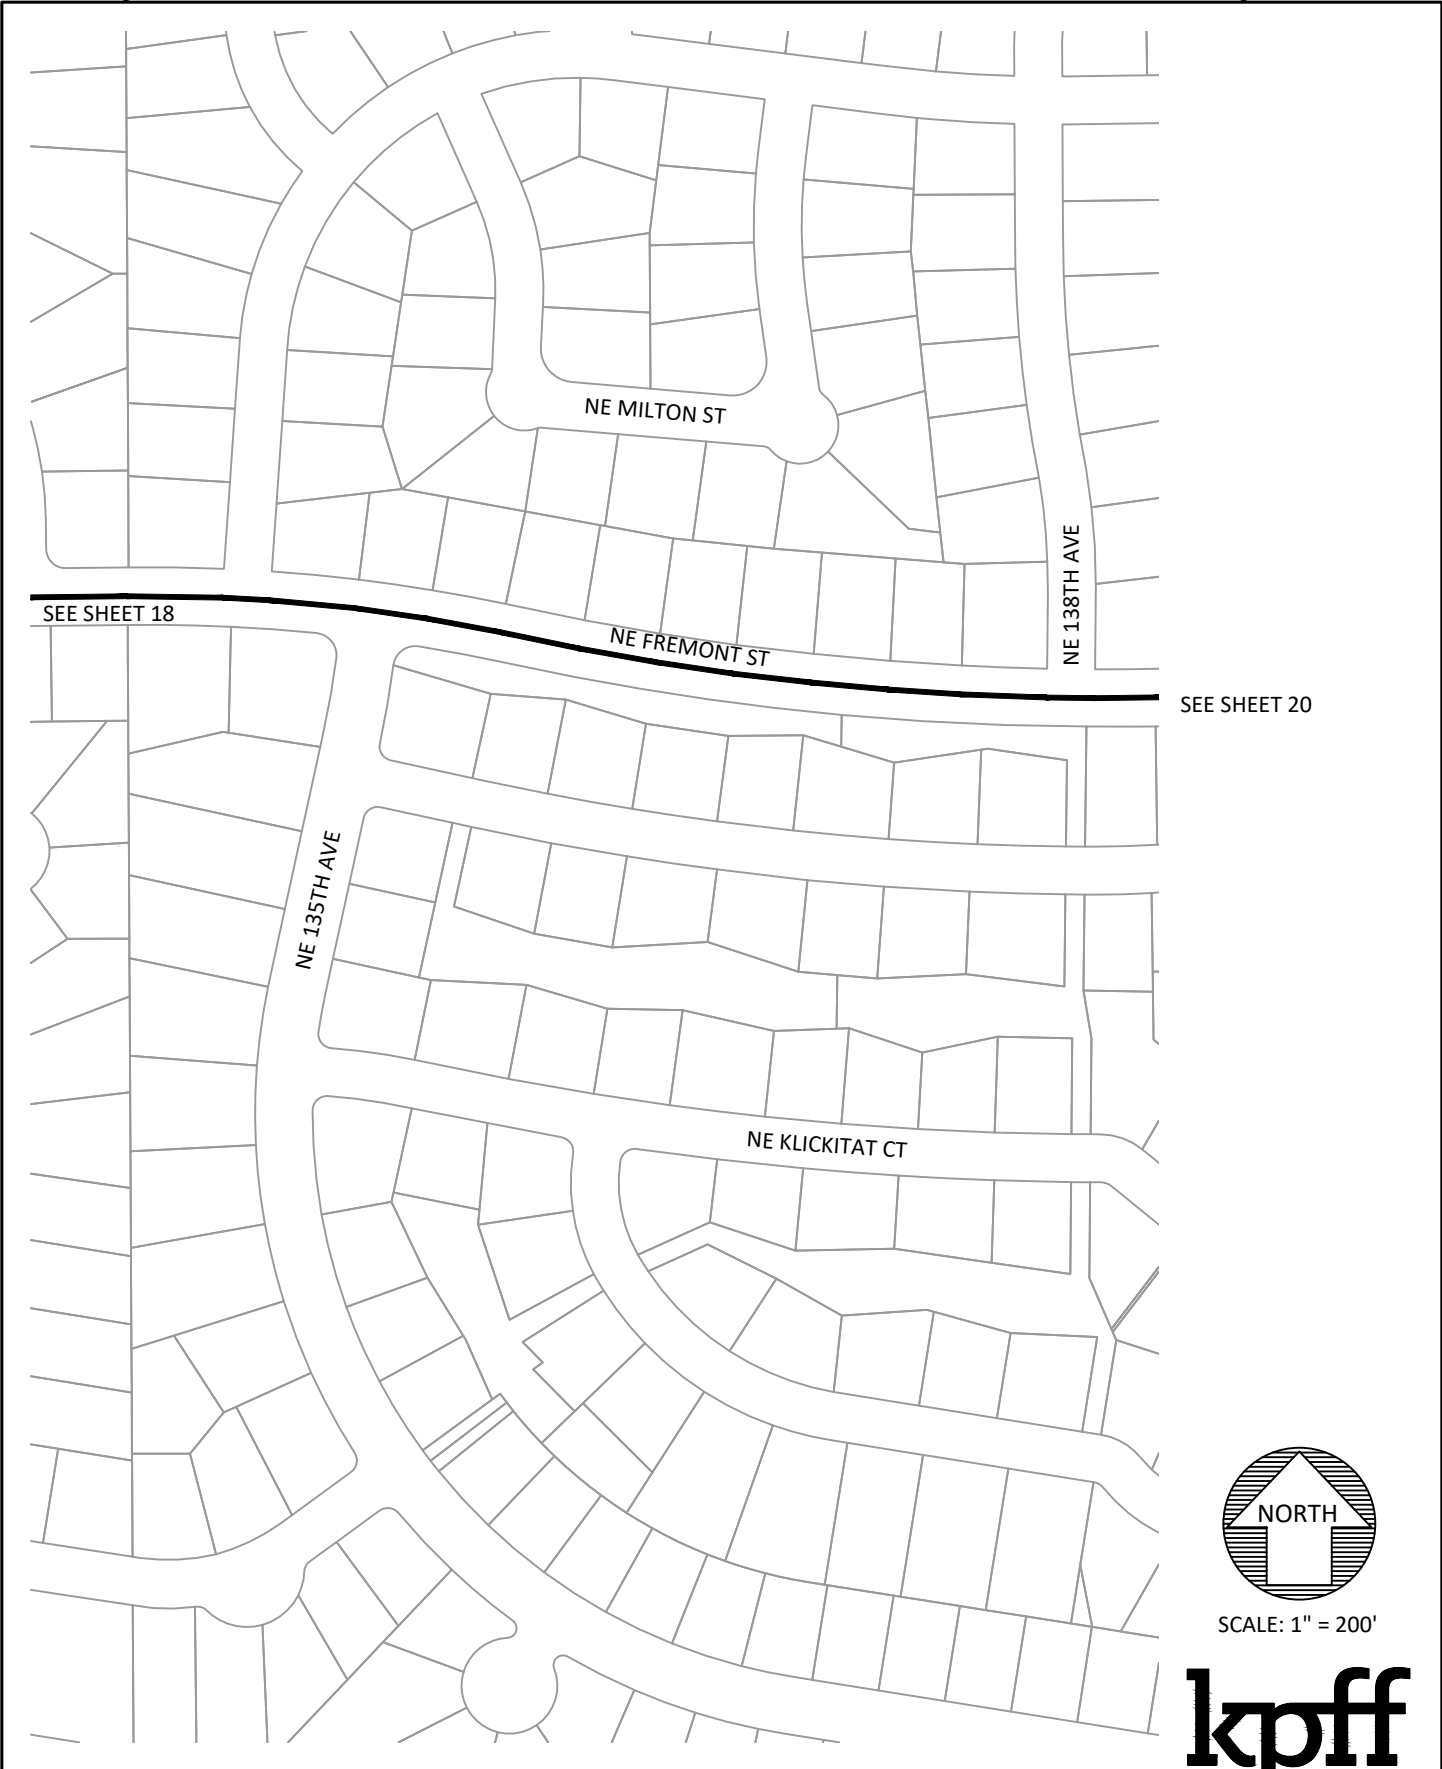 NE MILTON ST
NE 138TH AVE
SEE SHEET 18
NE FREMONT ST
SEE SHEET 20
NE 135TH AVE
NE KLICKITAT CT
NORTH
SCALE: 1" = 200'
kpff